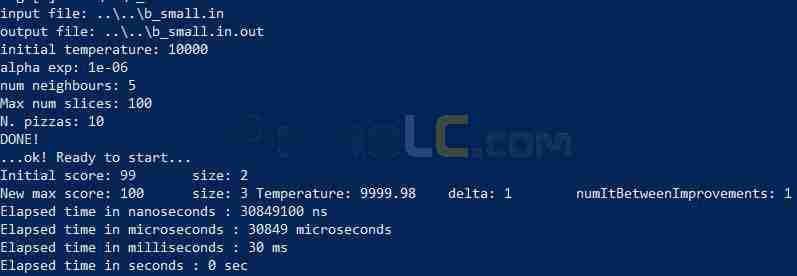 input file: ..\..\b_small.in
output file: ..\..\b_small.in.out
initial temperature: 10000
alpha exp: 1e-06
num neighbours: 5
Max num slices: 100
N. pizzas: 10
DONE!
...ok! Ready to start...
Initial score: 99 size: 2
New max score: 100 size: 3 Temperature: 9999.98 delta: 1 numItBetweenImprovements: 1
Elapsed time in nanoseconds : 30849100 ns
Elapsed time in microseconds : 30849 microseconds
Elapsed time in milliseconds : 30 ms
Elapsed time in seconds : 0 sec